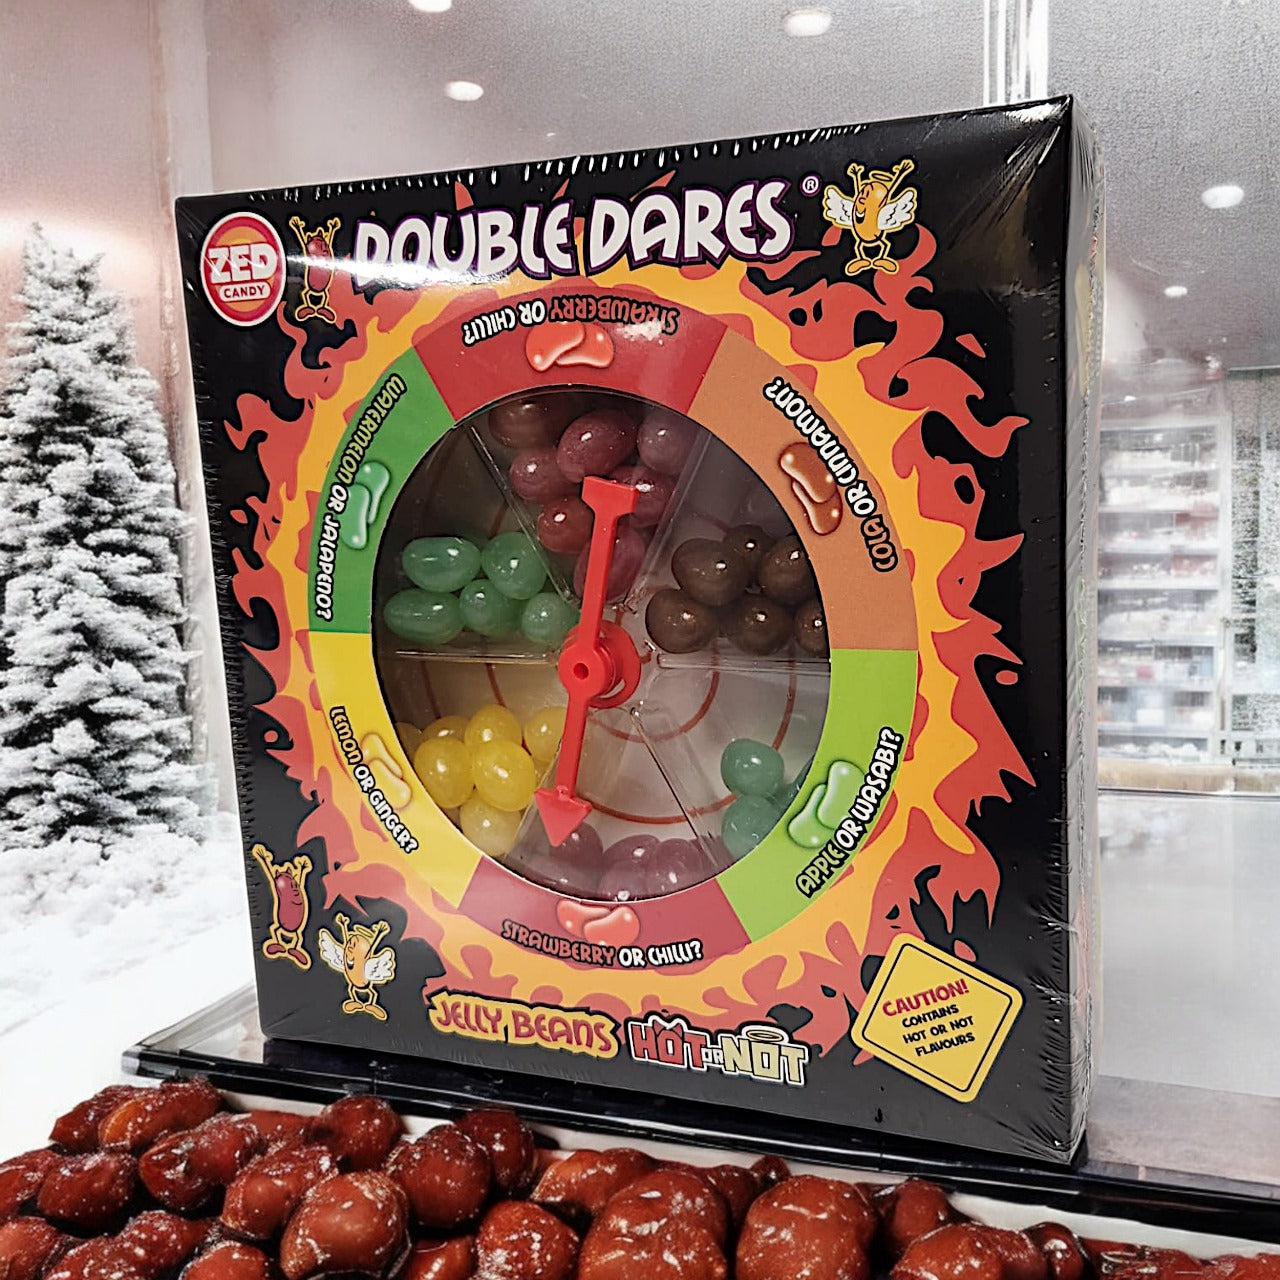 ZED
CANDY
DOUBLE DARES®
STRAWBERRY OR CHILLI?
COLA OR CINNAMON?
WATERMELON OR JALAPENO?
LEMON OR GINGER?
APPLE OR WASABI?
STRAWBERRY OR CHILLI?
JELLY BEANS HOT OR NOT
CAUTION!
CONTAINS
HOT OR NOT
FLAVOURS